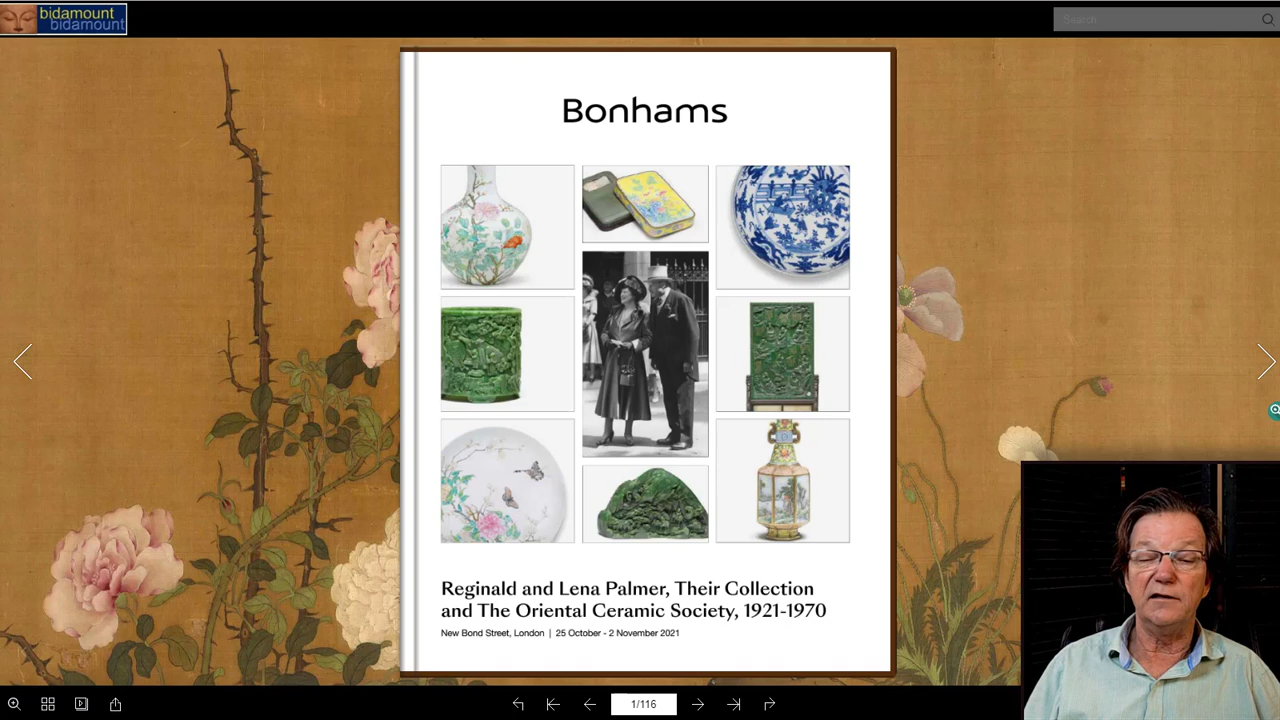 bidamount
bidamount
Search
Bonhams
Reginald and Lena Palmer, Their Collection
and The Oriental Ceramic Society, 1921-1970
New Bond Street, London | 25 October - 2 November 2021
1/116